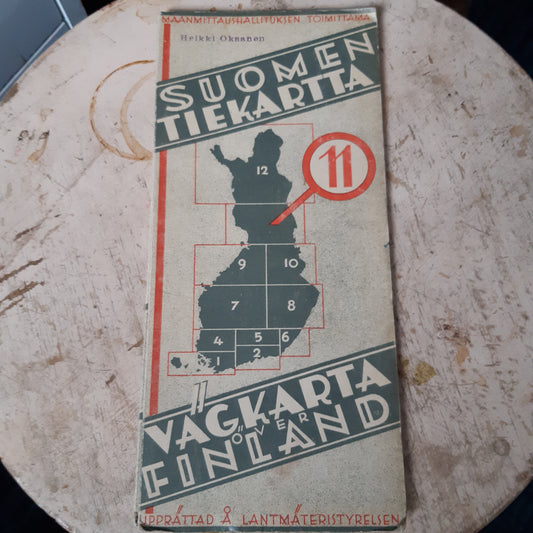 MAANMITTAUSHALLITUKSEN TOIMITTAMA
Heikki Oksanen
SUOMEN
TIEKARTTA
11
12
9 10
7 8
4 5 6
1 2
11
VÄGKARTA
ÖVER
FINLAND
UPPRÄTTAD Å LANTMÄTERISTYRELSEN